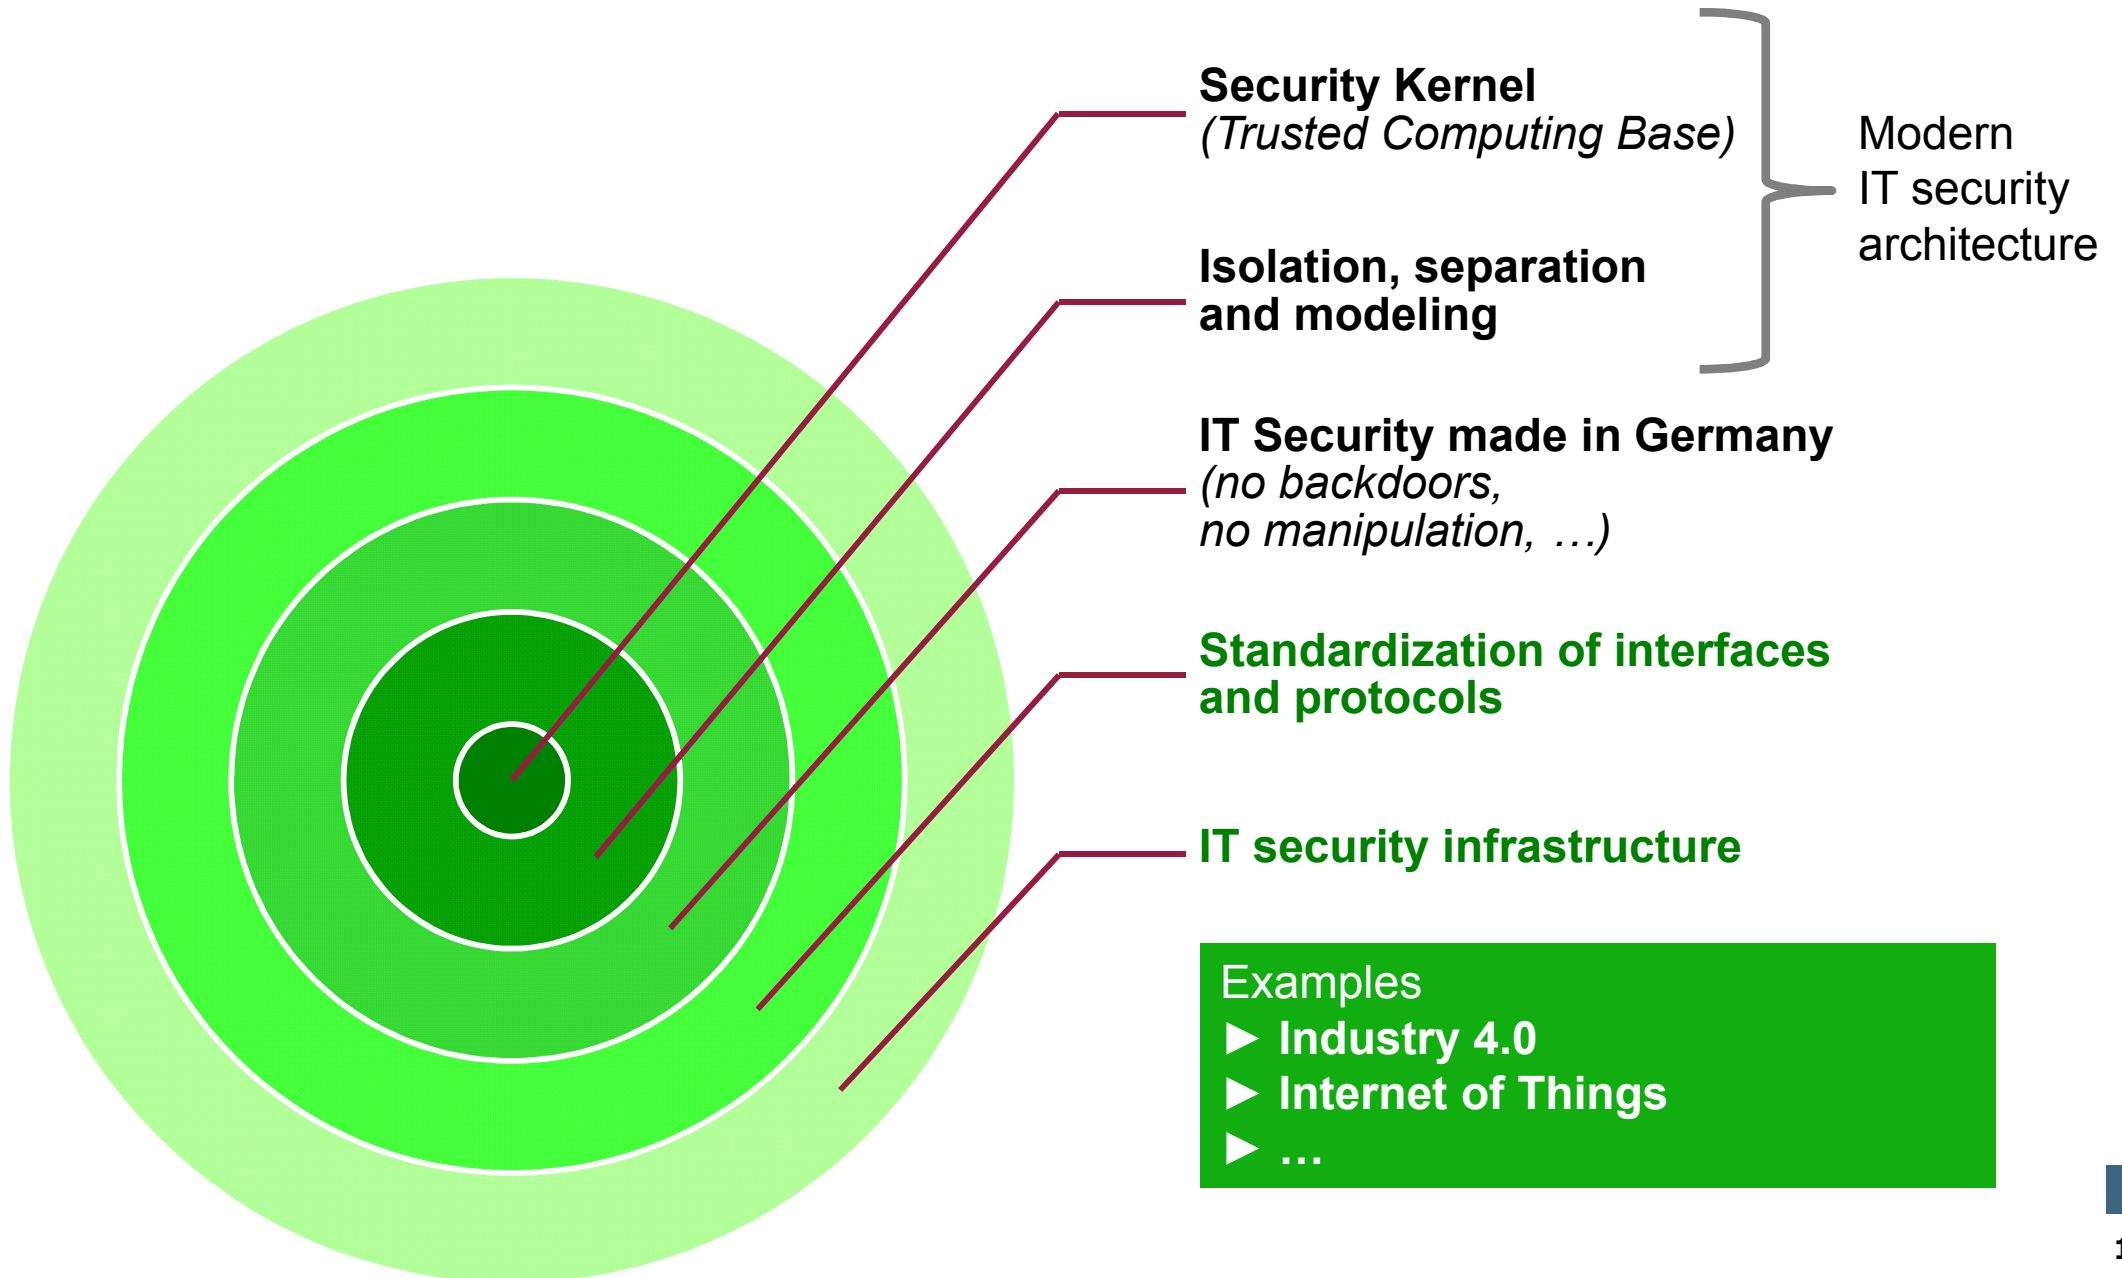 Security Kernel
(Trusted Computing Base)
Modern
IT security
architecture
Isolation, separation
and modeling
IT Security made in Germany
(no backdoors,
no manipulation, …)
Standardization of interfaces
and protocols
IT security infrastructure
Examples
► Industry 4.0
► Internet of Things
► …